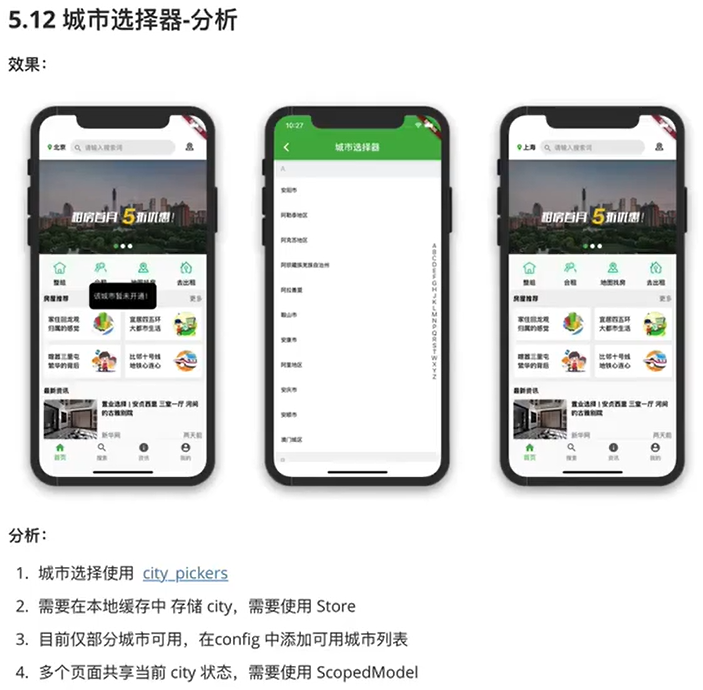 5.12 城市选择器-分析
效果：
北京
请输入搜索词
租房首月 5 折优惠！
整租
合租
地图找房
去出租
该城市暂未开通！
房屋推荐
更多
家住回龙观
归属的感觉
宜居四五环
大都市生活
喧嚣三里屯
繁华的背后
比邻十号线
地铁心连心
最新资讯
置业选择 | 安贞西里 三室一厅 河间
的古雅别院
新华网
两天前
首页
搜索
资讯
我的
10:27
城市选择器
A
安阳市
阿勒泰地区
阿克苏地区
阿坝藏族羌族自治州
阿拉善盟
鞍山市
安康市
阿里地区
安庆市
安顺市
澳门城区
A
B
C
D
E
F
G
H
J
K
L
M
N
P
Q
R
S
T
W
X
Y
Z
上海
请输入搜索词
租房首月 5 折优惠！
整租
合租
地图找房
去出租
房屋推荐
更多
家住回龙观
归属的感觉
宜居四五环
大都市生活
喧嚣三里屯
繁华的背后
比邻十号线
地铁心连心
最新资讯
置业选择 | 安贞西里 三室一厅 河间
的古雅别院
新华网
两天前
首页
搜索
资讯
我的
分析：
1. 城市选择使用 city_pickers
2. 需要在本地缓存中 存储 city，需要使用 Store
3. 目前仅部分城市可用，在config 中添加可用城市列表
4. 多个页面共享当前 city 状态，需要使用 ScopedModel